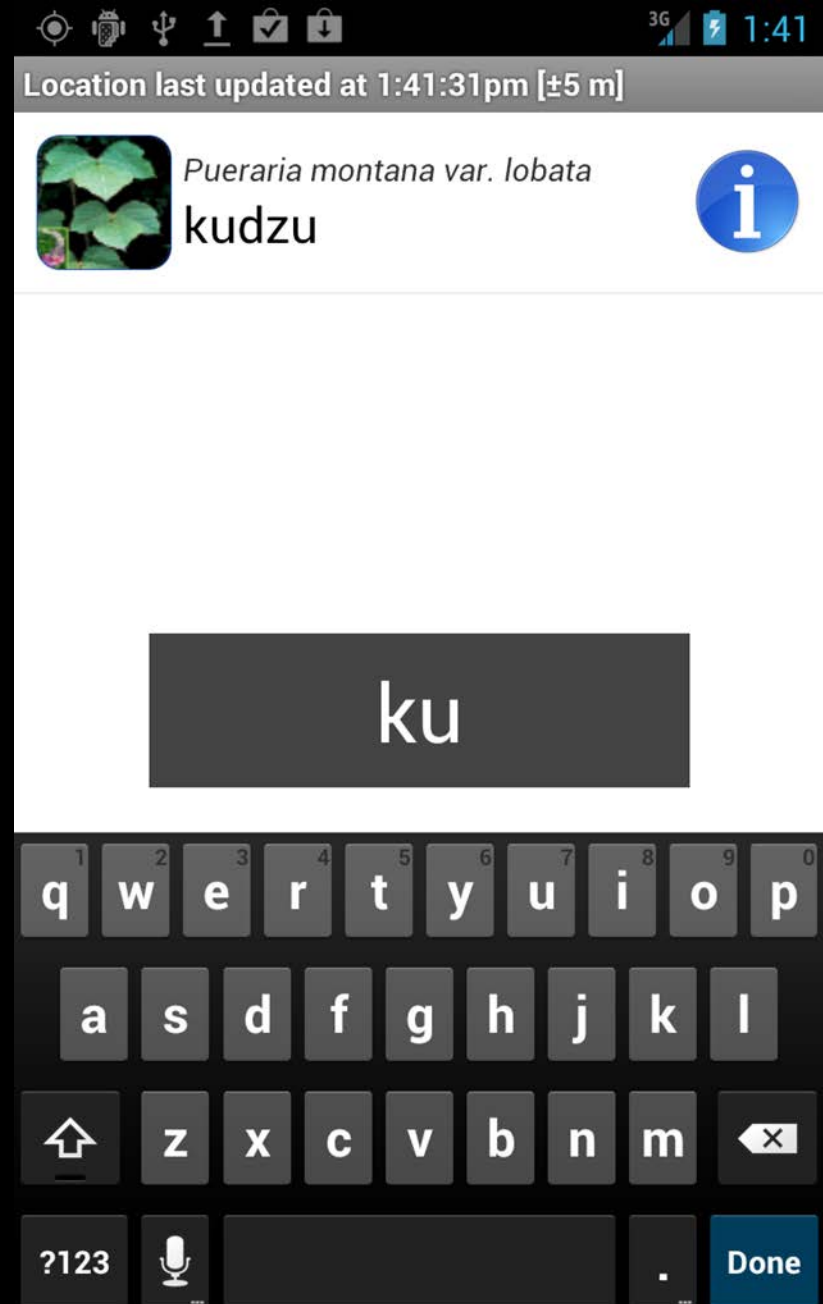 3G 1:41
Location last updated at 1:41:31pm [±5 m]
Pueraria montana var. lobata
kudzu
i
ku
1 2 3 4 5 6 7 8 9 0
q w e r t y u i o p
a s d f g h j k l
z x c v b n m
?123 . Done